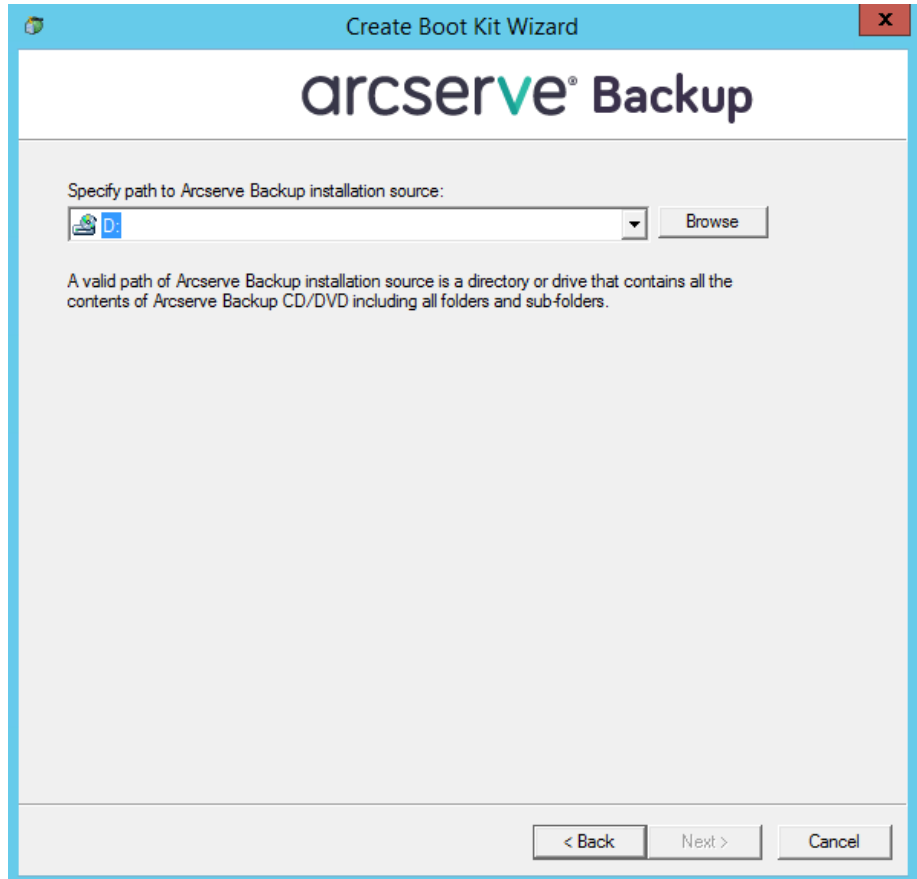 Create Boot Kit Wizard
x
arcserve® Backup
Specify path to Arcserve Backup installation source:
D:
Browse
A valid path of Arcserve Backup installation source is a directory or drive that contains all the
contents of Arcserve Backup CD/DVD including all folders and sub-folders.
< Back Next > Cancel